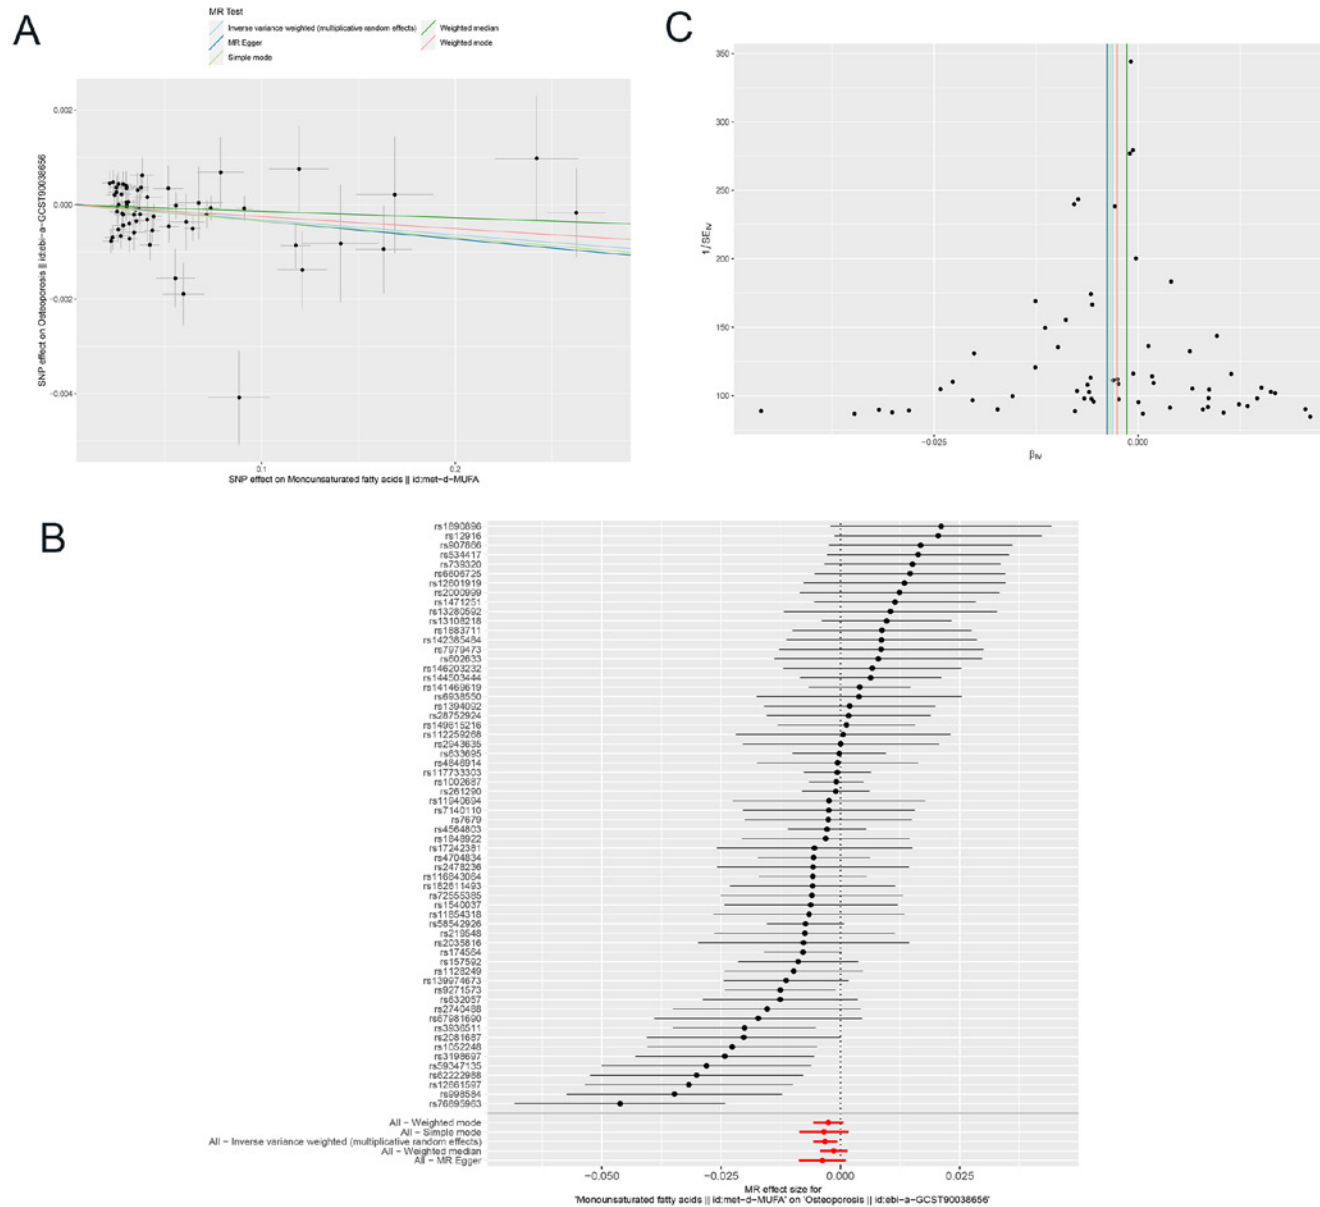 A
MR Test
Inverse variance weighted (multiplicative random effects)
MR Egger
Simple mode
Weighted median
Weighted mode
0.002
0.000
-0.002
-0.004
SNP effect on Osteoporosis || id:ebi-a-GCST90038656
0.1
0.2
SNP effect on Monounsaturated fatty acids || id:met-d-MUFA
C
350
300
250
200
150
100
1/SEIV
-0.025
0.000
βIV
B
rs1890896
rs12916
rs907866
rs534417
rs739320
rs6606725
rs12601919
rs2000999
rs1471251
rs13280592
rs13108218
rs1883711
rs142385484
rs7979473
rs602633
rs146203232
rs144503444
rs141469619
rs6938550
rs1394092
rs28752924
rs149615216
rs112259268
rs2943635
rs633695
rs4846914
rs117733303
rs1002687
rs261290
rs11940694
rs7140110
rs7679
rs4564803
rs1848922
rs17242381
rs4704834
rs2478236
rs116843064
rs182611493
rs72555385
rs1540037
rs11854318
rs58542926
rs219548
rs2035816
rs174564
rs157592
rs1128249
rs139974673
rs9271573
rs632057
rs2740488
rs67981690
rs3936511
rs2081687
rs1052248
rs3198697
rs59347135
rs62222988
rs12661597
rs998584
rs76895963
All − Weighted mode
All − Simple mode
All − Inverse variance weighted (multiplicative random effects)
All − Weighted median
All − MR Egger
−0.050
−0.025
0.000
0.025
MR effect size for
'Monounsaturated fatty acids || id:met-d-MUFA' on 'Osteoporosis || id:ebi-a-GCST90038656'